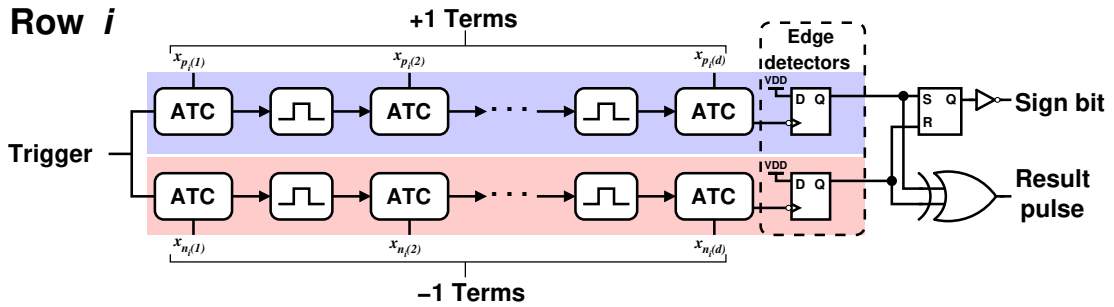 Row i
+1 Terms
x_{p_i(1)} x_{p_i(2)} x_{p_i(d)}
Edge
detectors
VDD
ATC ATC · · · ATC
D Q
S Q
R
Sign bit
Trigger
VDD
ATC ATC · · · ATC
D Q
Result
pulse
x_{n_i(1)} x_{n_i(2)} x_{n_i(d)}
−1 Terms